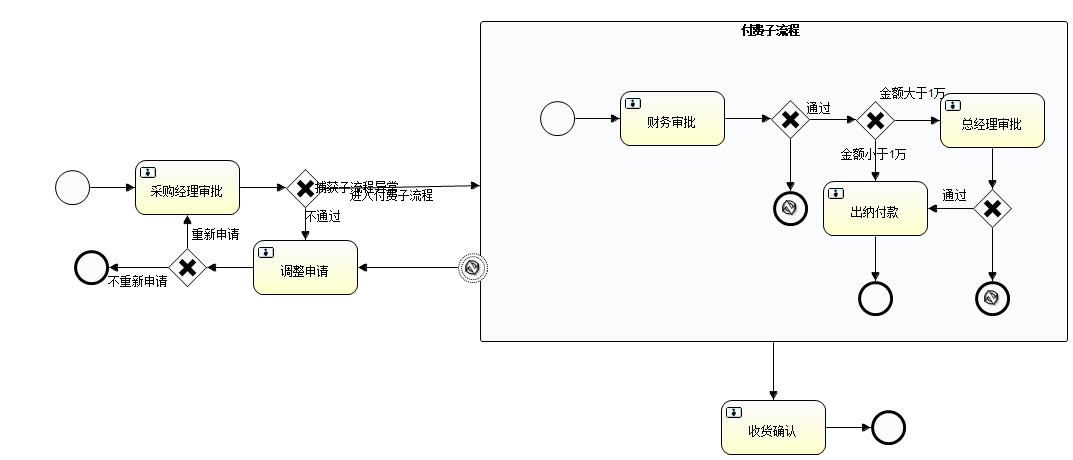 付费子流程
金额大于1万
通过
财务审批
总经理审批
金额小于1万
采购经理审批
捕获子流程异常
进入付费子流程
通过
不通过
出纳付款
重新申请
调整申请
不重新申请
收货确认